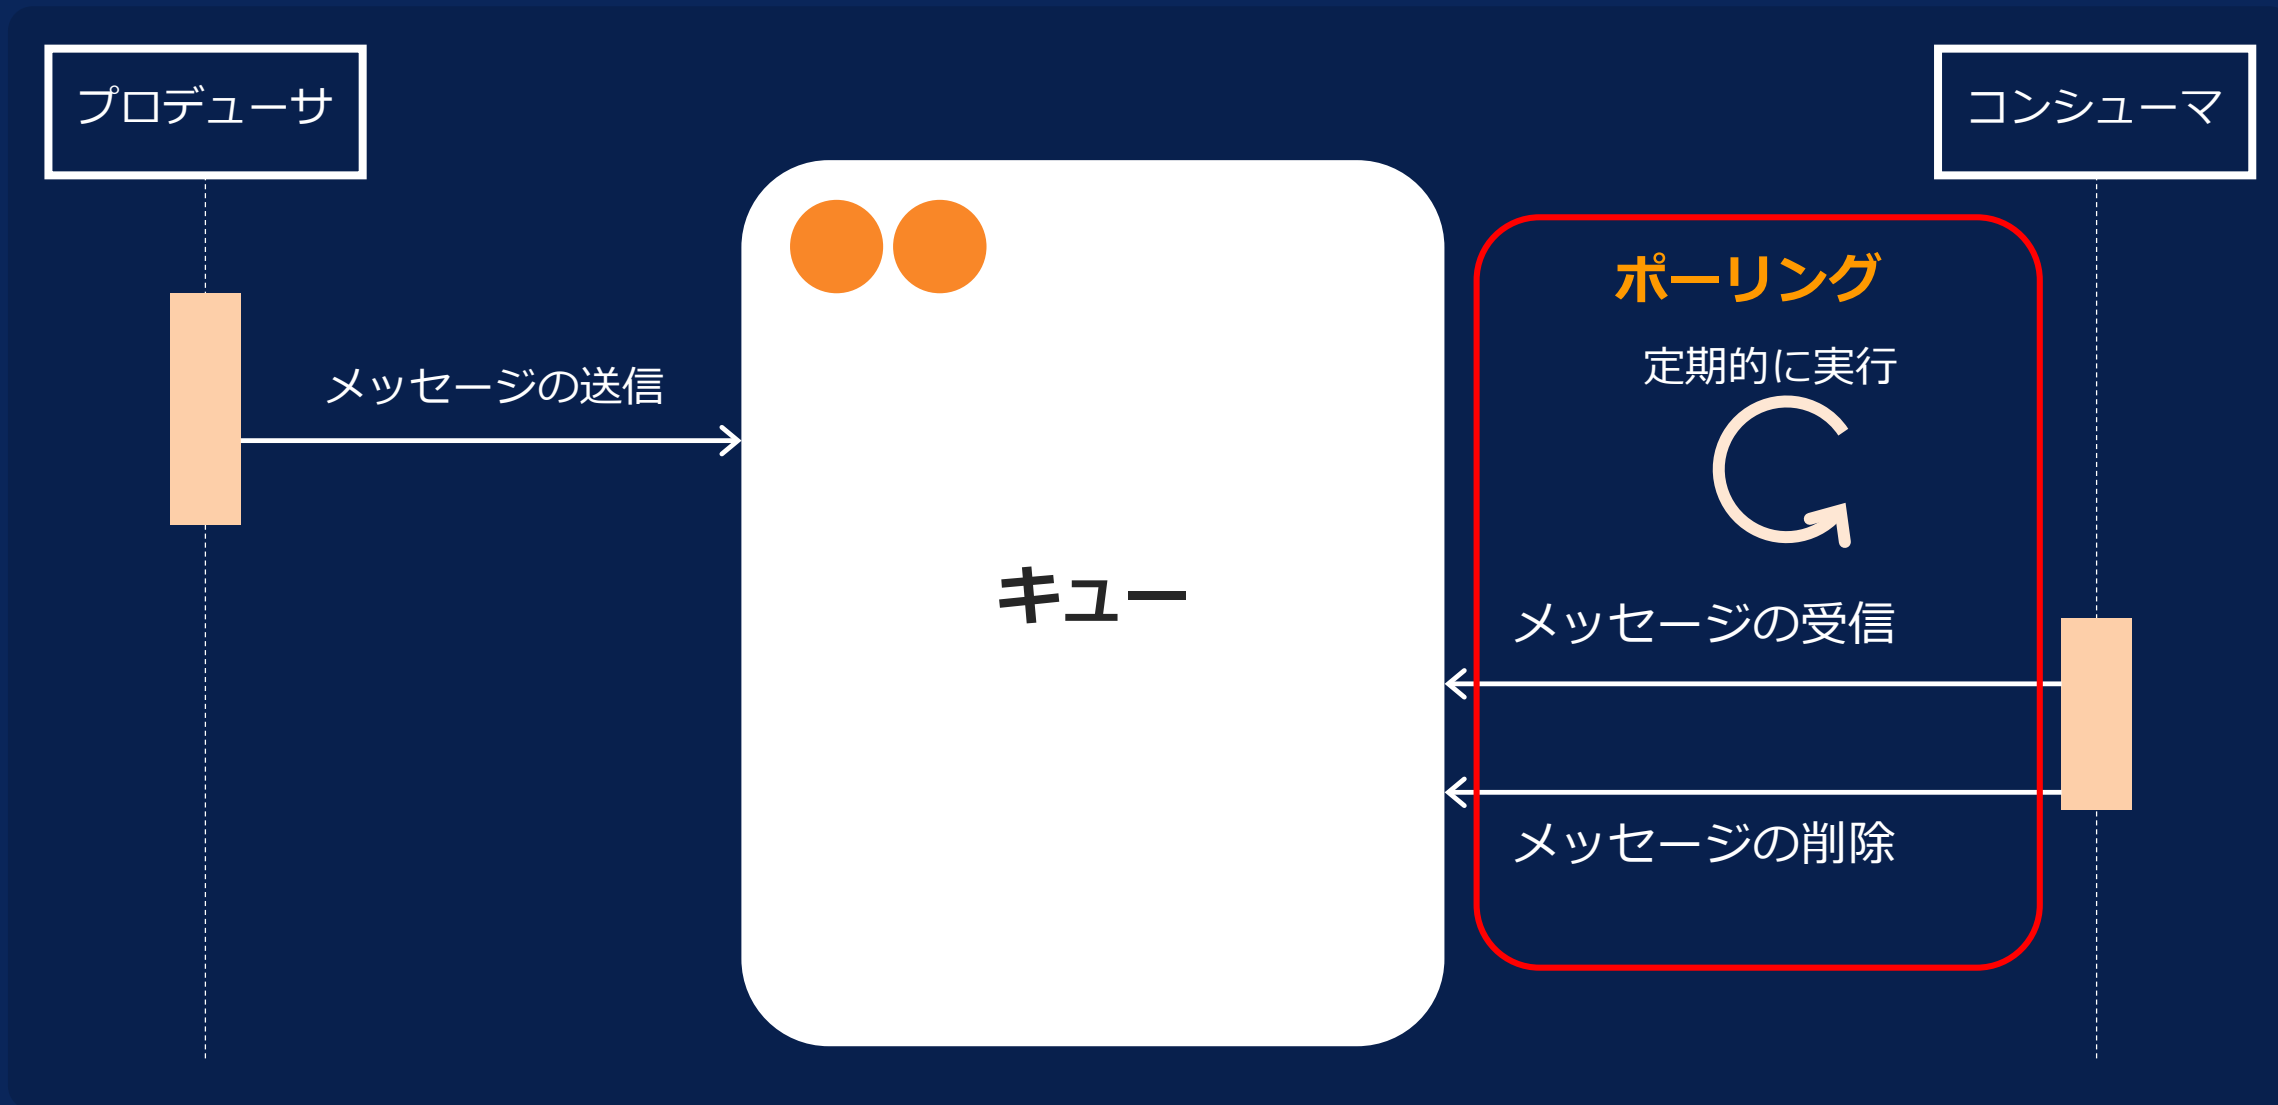 プロデューサ
コンシューマ
メッセージの送信
キュー
ポーリング
定期的に実行
メッセージの受信
メッセージの削除